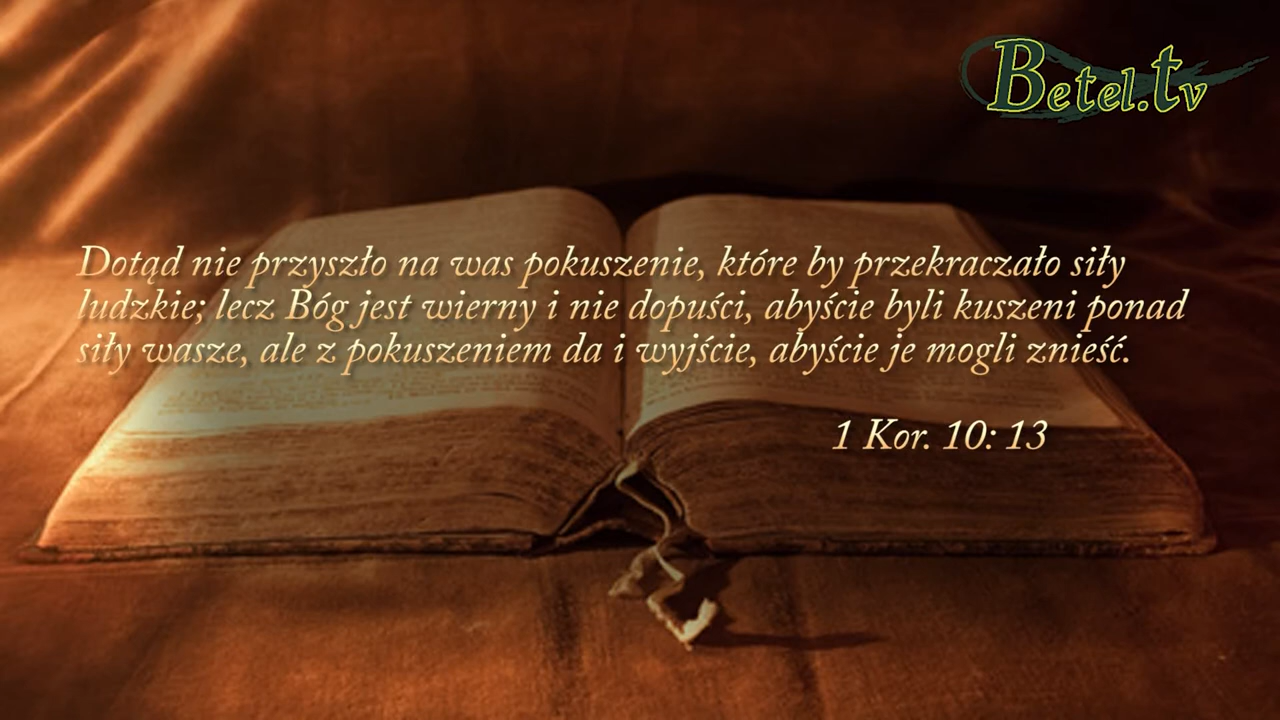 Betel.tv
Dotąd nie przyszło na was pokuszenie, które by przekraczało siły
ludzkie; lecz Bóg jest wierny i nie dopuści, abyście byli kuszeni ponad
siły wasze, ale z pokuszeniem da i wyjście, abyście je mogli znieść.
1 Kor. 10: 13